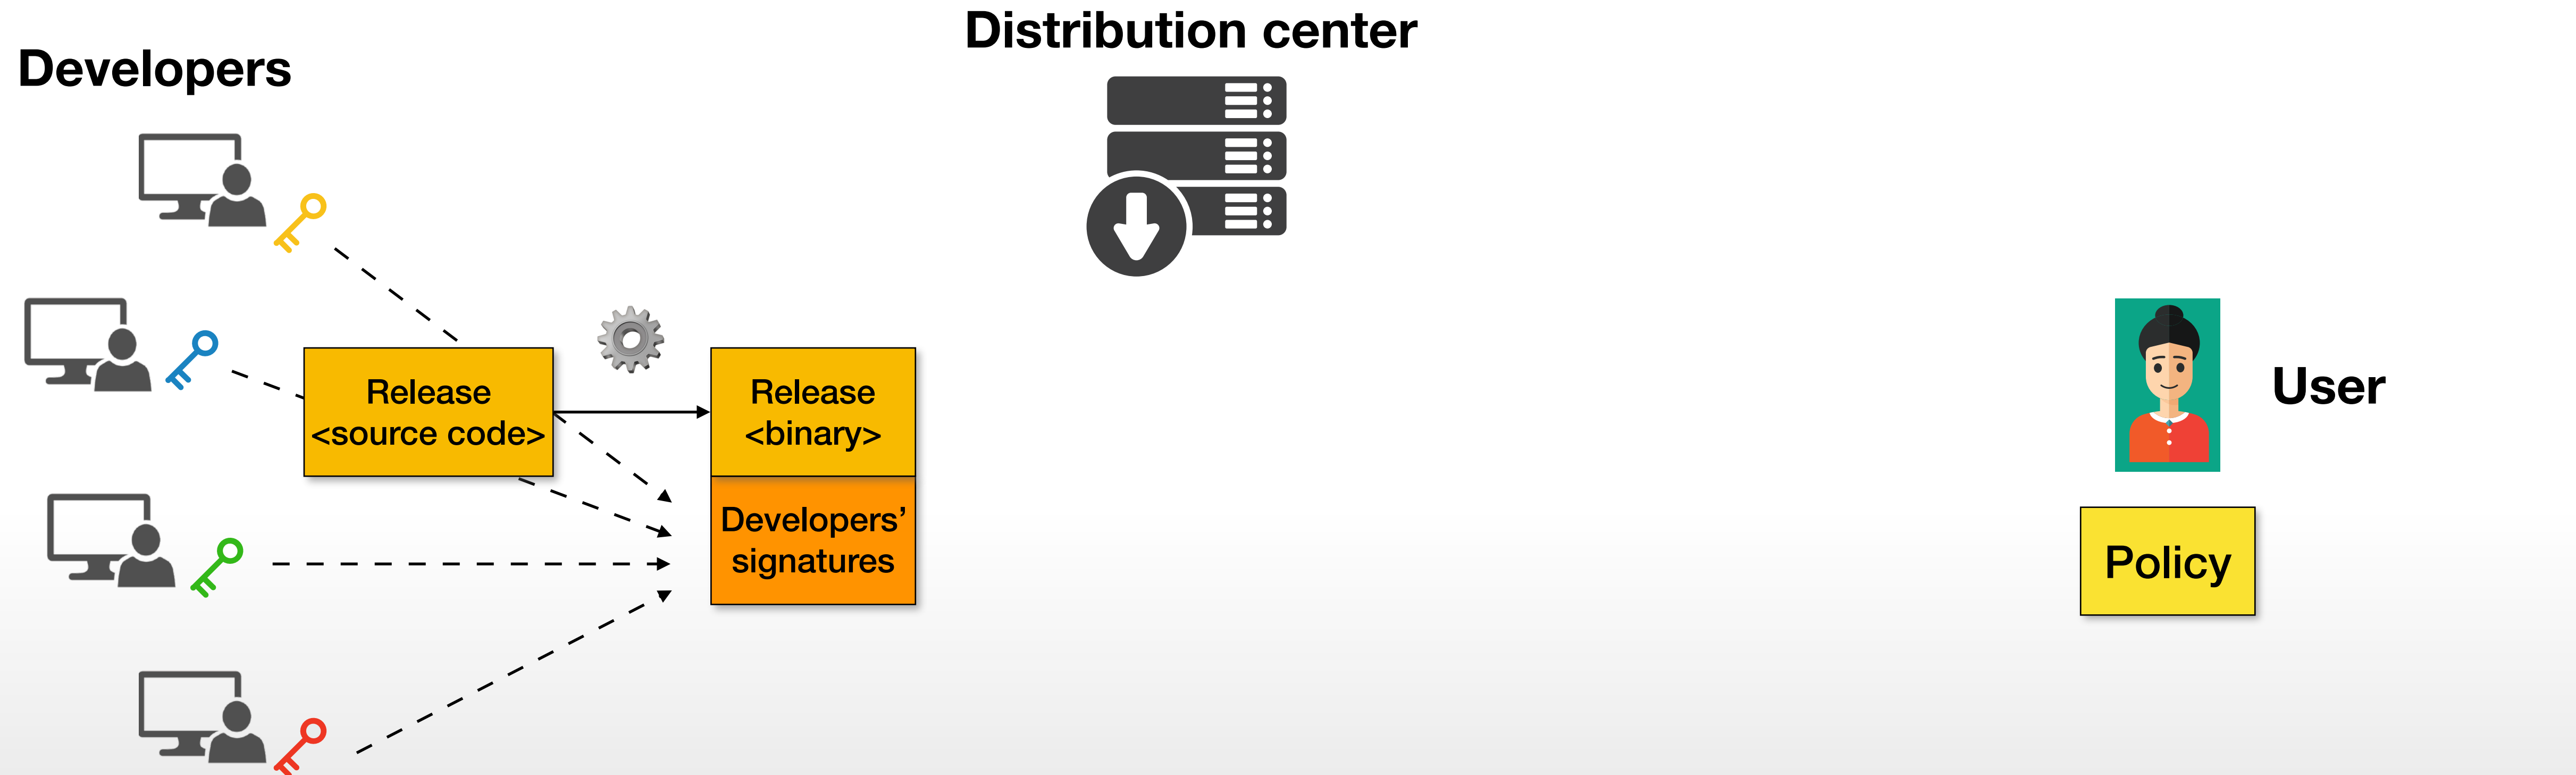 Distribution center
Developers
Release
<source code>
Release
<binary>
Developers’
signatures
User
Policy